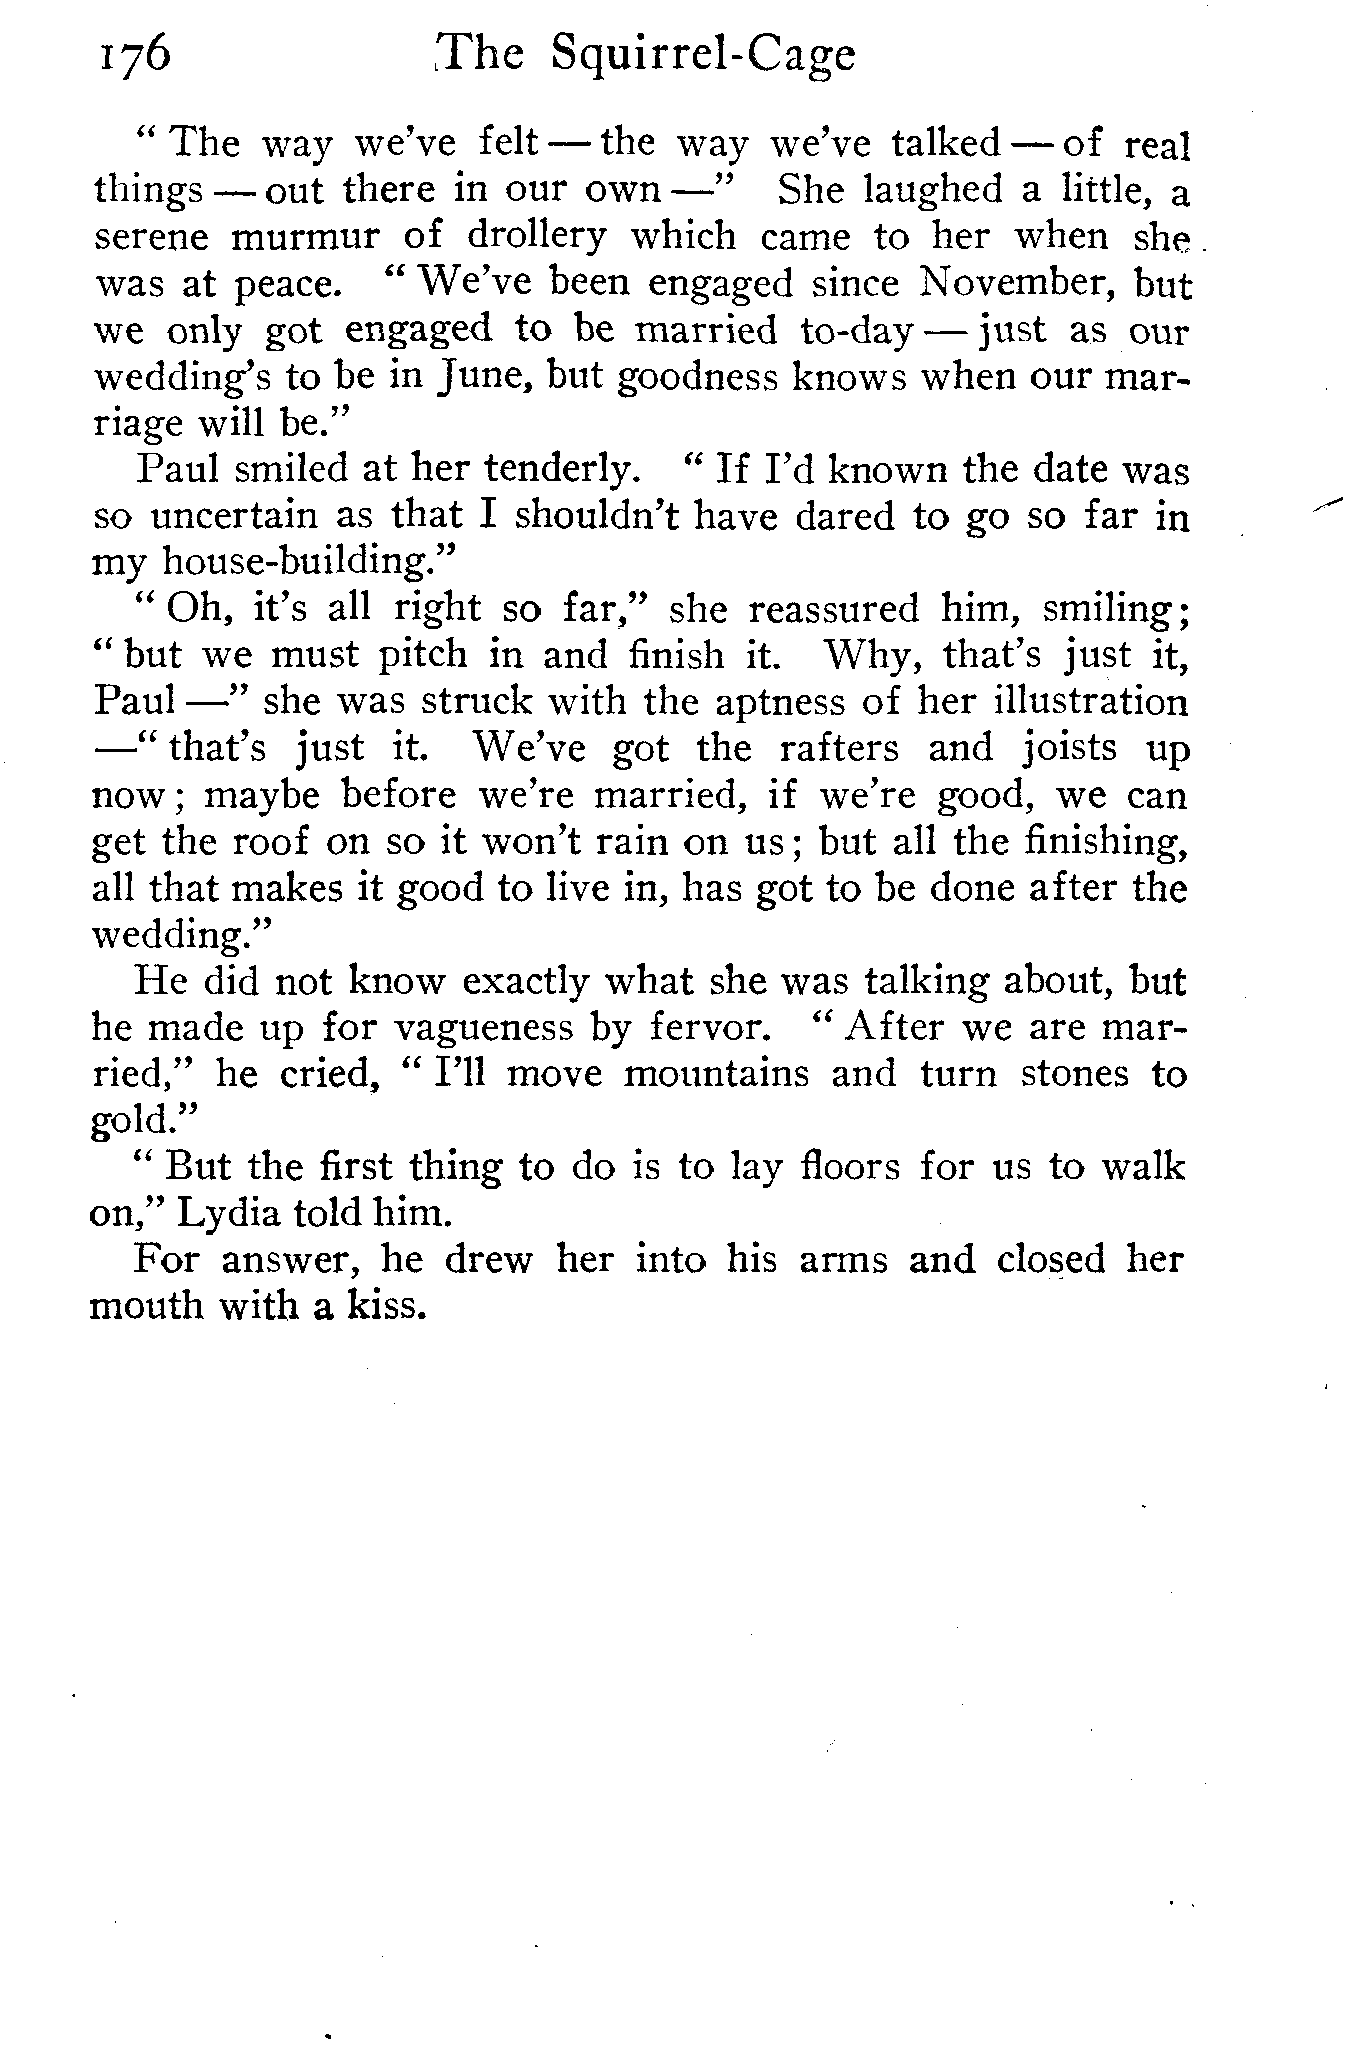 176 The Squirrel-Cage
" The way we've felt — the way we've talked — of real
things — out there in our own —" She laughed a little, a
serene murmur of drollery which came to her when she
was at peace. " We've been engaged since November, but
we only got engaged to be married to-day — just as our
wedding's to be in June, but goodness knows when our mar-
riage will be."
Paul smiled at her tenderly. " If I'd known the date was
so uncertain as that I shouldn't have dared to go so far in
my house-building."
" Oh, it's all right so far," she reassured him, smiling;
" but we must pitch in and finish it. Why, that's just it,
Paul —" she was struck with the aptness of her illustration
—" that's just it. We've got the rafters and joists up
now; maybe before we're married, if we're good, we can
get the roof on so it won't rain on us; but all the finishing,
all that makes it good to live in, has got to be done after the
wedding."
He did not know exactly what she was talking about, but
he made up for vagueness by fervor. " After we are mar-
ried," he cried, " I'll move mountains and turn stones to
gold."
" But the first thing to do is to lay floors for us to walk
on," Lydia told him.
For answer, he drew her into his arms and closed her
mouth with a kiss.